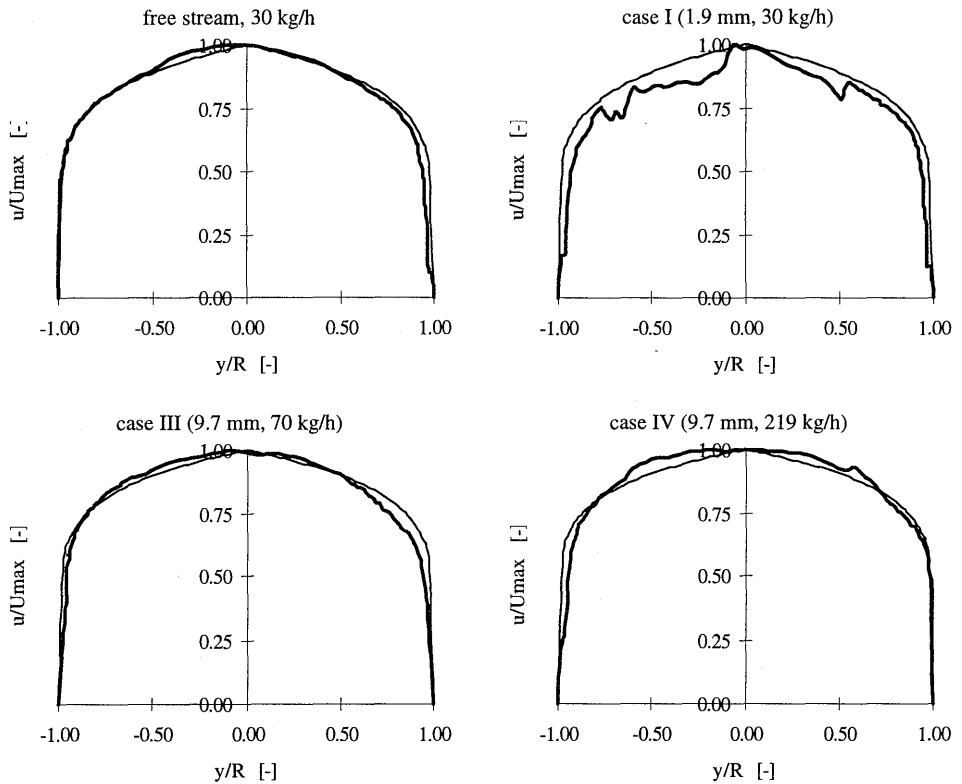 free stream, 30 kg/h
u/Umax [-]
1.00
0.75
0.50
0.25
0.00
-1.00 -0.50 0.00 0.50 1.00
y/R [-]
case I (1.9 mm, 30 kg/h)
u/Umax [-]
1.00
0.75
0.50
0.25
0.00
-1.00 -0.50 0.00 0.50 1.00
y/R [-]
case III (9.7 mm, 70 kg/h)
u/Umax [-]
1.00
0.75
0.50
0.25
0.00
-1.00 -0.50 0.00 0.50 1.00
y/R [-]
case IV (9.7 mm, 219 kg/h)
u/Umax [-]
1.00
0.75
0.50
0.25
0.00
-1.00 -0.50 0.00 0.50 1.00
y/R [-]